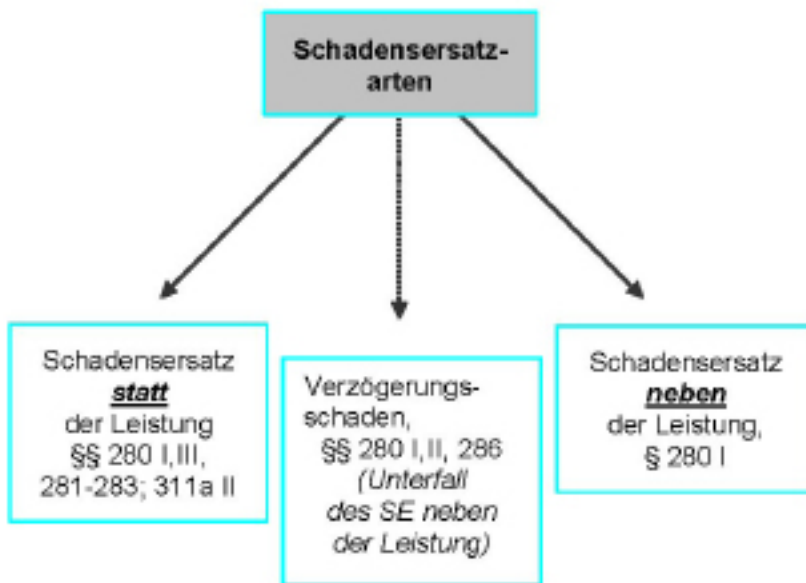 Schadensersatz-
arten
Schadensersatz
statt
der Leistung
§§ 280 I,III,
281-283; 311a II
Verzögerungs-
schaden,
§§ 280 I,II, 286
(Unterfall
des SE neben
der Leistung)
Schadensersatz
neben
der Leistung,
§ 280 I